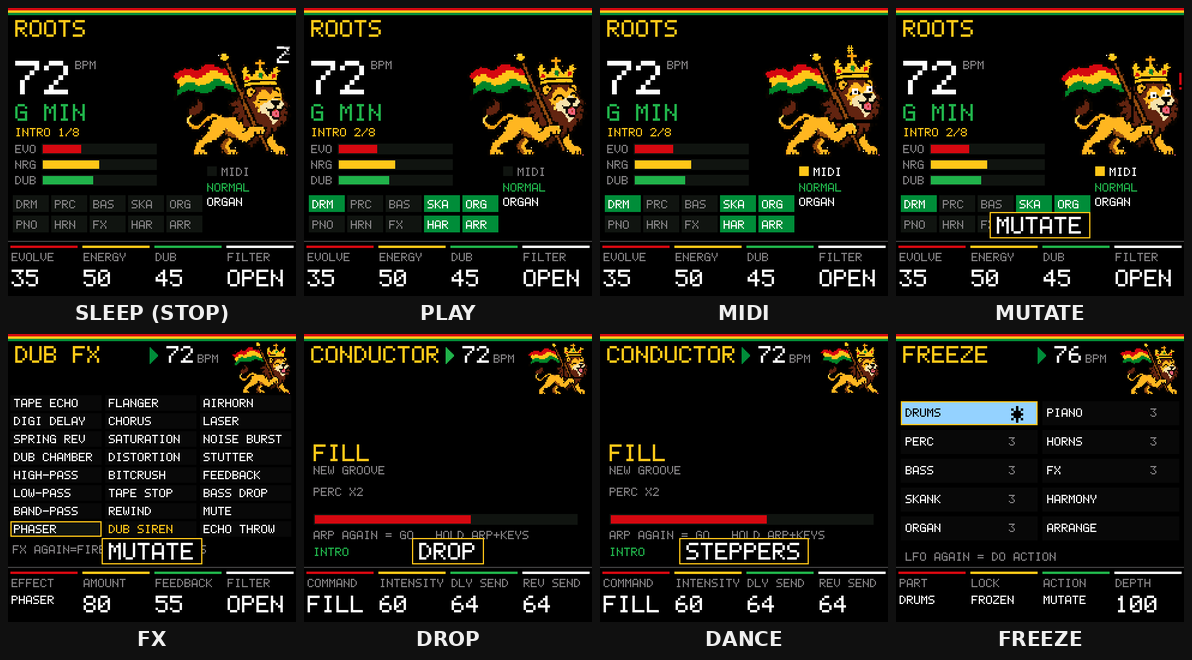 ROOTS
Z
72 BPM
G MIN
INTRO 1/8
EVO
NRG
DUB
MIDI
NORMAL
ORGAN
DRM PRC BAS SKA ORG
PNO HRN FX HAR ARR
EVOLVE ENERGY DUB FILTER
35 50 45 OPEN
SLEEP (STOP)
ROOTS
72 BPM
G MIN
INTRO 2/8
EVO
NRG
DUB
MIDI
NORMAL
ORGAN
DRM PRC BAS SKA ORG
PNO HRN FX HAR ARR
EVOLVE ENERGY DUB FILTER
35 50 45 OPEN
PLAY
ROOTS
72 BPM
G MIN
INTRO 2/8
EVO
NRG
DUB
MIDI
NORMAL
ORGAN
DRM PRC BAS SKA ORG
PNO HRN FX HAR ARR
EVOLVE ENERGY DUB FILTER
35 50 45 OPEN
MIDI
ROOTS
!
72 BPM
G MIN
INTRO 2/8
EVO
NRG
DUB
MIDI
NORMAL
ORGAN
DRM PRC BAS SKA ORG
PNO HRN
MUTATE
EVOLVE ENERGY DUB FILTER
35 50 45 OPEN
MUTATE
DUB FX 72 BPM
TAPE ECHO FLANGER AIRHORN
DIGI DELAY CHORUS LASER
SPRING REV SATURATION NOISE BURST
DUB CHAMBER DISTORTION STUTTER
HIGH-PASS BITCRUSH FEEDBACK
LOW-PASS TAPE STOP BASS DROP
BAND-PASS REWIND MUTE
PHASER DUB SIREN ECHO THROW
FX AGAIN=FIRE
MUTATE
EFFECT AMOUNT FEEDBACK FILTER
PHASER 80 55 OPEN
FX
CONDUCTOR 72 BPM
FILL
NEW GROOVE
PERC X2
ARP AGAIN = GO HOLD ARP+KEYS
INTRO
DROP
COMMAND INTENSITY DLY SEND REV SEND
FILL 60 64 64
DROP
CONDUCTOR 72 BPM
FILL
NEW GROOVE
PERC X2
ARP AGAIN = GO HOLD ARP+KEYS
INTRO
STEPPERS
COMMAND INTENSITY DLY SEND REV SEND
FILL 60 64 64
DANCE
FREEZE 76 BPM
DRUMS PIANO 3
PERC 3 HORNS 3
BASS 3 FX 3
SKANK 3 HARMONY
ORGAN 3 ARRANGE
LFO AGAIN = DO ACTION
PART LOCK ACTION DEPTH
DRUMS FROZEN MUTATE 100
FREEZE